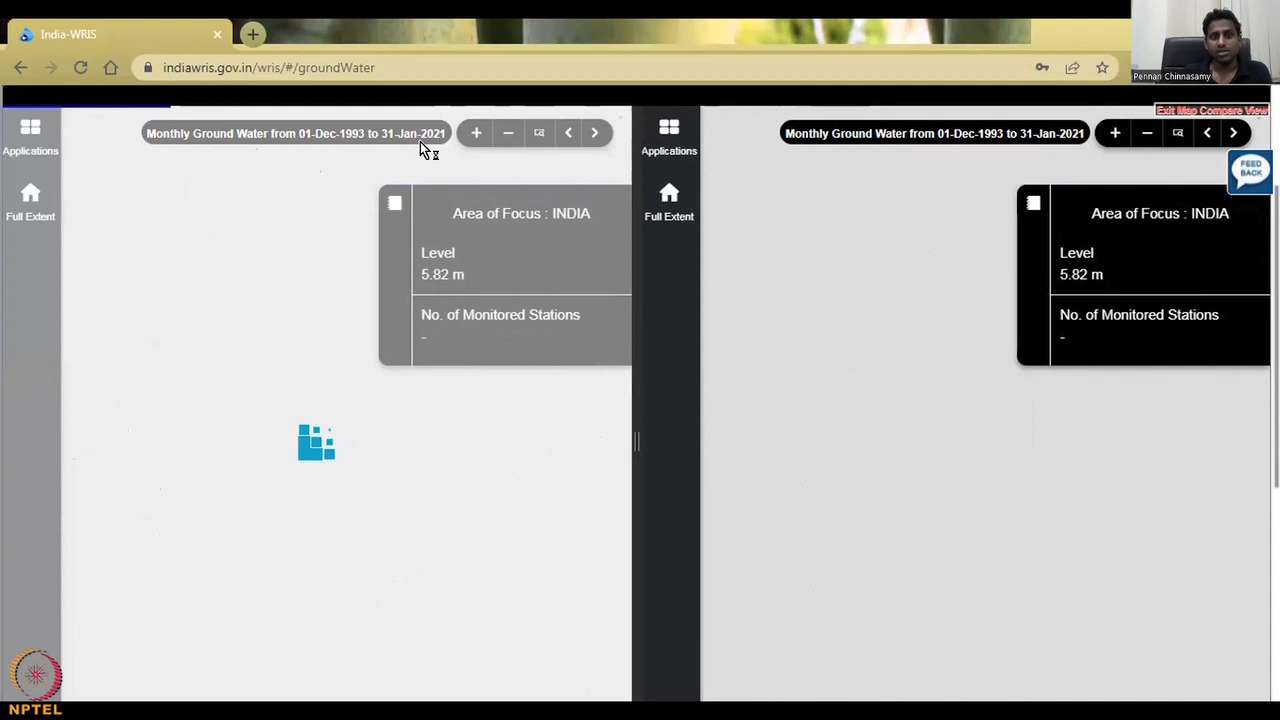 India-WRIS
indiawris.gov.in/wris/#/groundWater
Pennan Chinnasamy
Exit Map Compare View
Applications
Full Extent
Monthly Ground Water from 01-Dec-1993 to 31-Jan-2021
Area of Focus : INDIA
Level
5.82 m
No. of Monitored Stations
-
Applications
Full Extent
Monthly Ground Water from 01-Dec-1993 to 31-Jan-2021
FEED
BACK
Area of Focus : INDIA
Level
5.82 m
No. of Monitored Stations
-
NPTEL